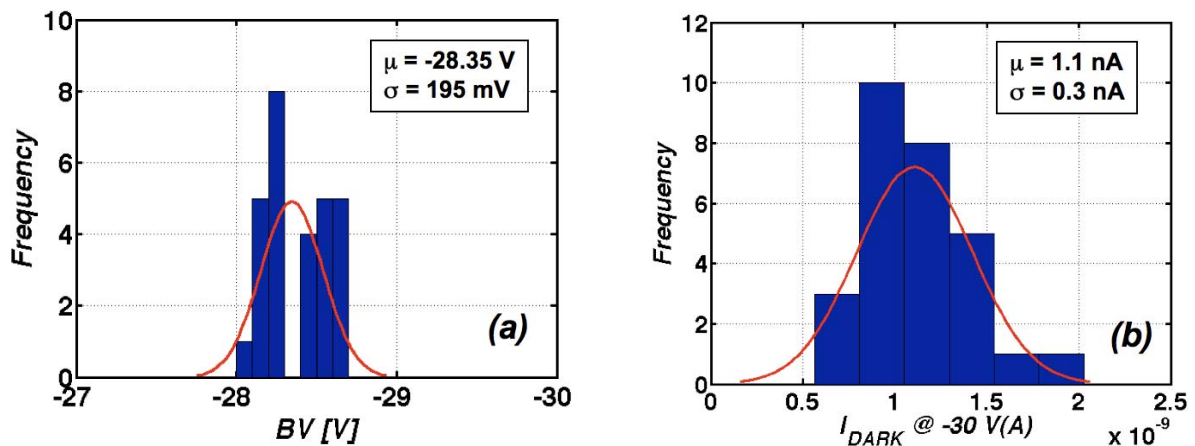 10
8
6
4
2
0
Frequency
μ = -28.35 V
σ = 195 mV
(a)
-27
-28
-29
-30
BV [V]
12
10
8
6
4
2
0
Frequency
μ = 1.1 nA
σ = 0.3 nA
(b)
0
0.5
1
1.5
2
2.5
I_DARK @ -30 V(A)
x 10⁻⁹